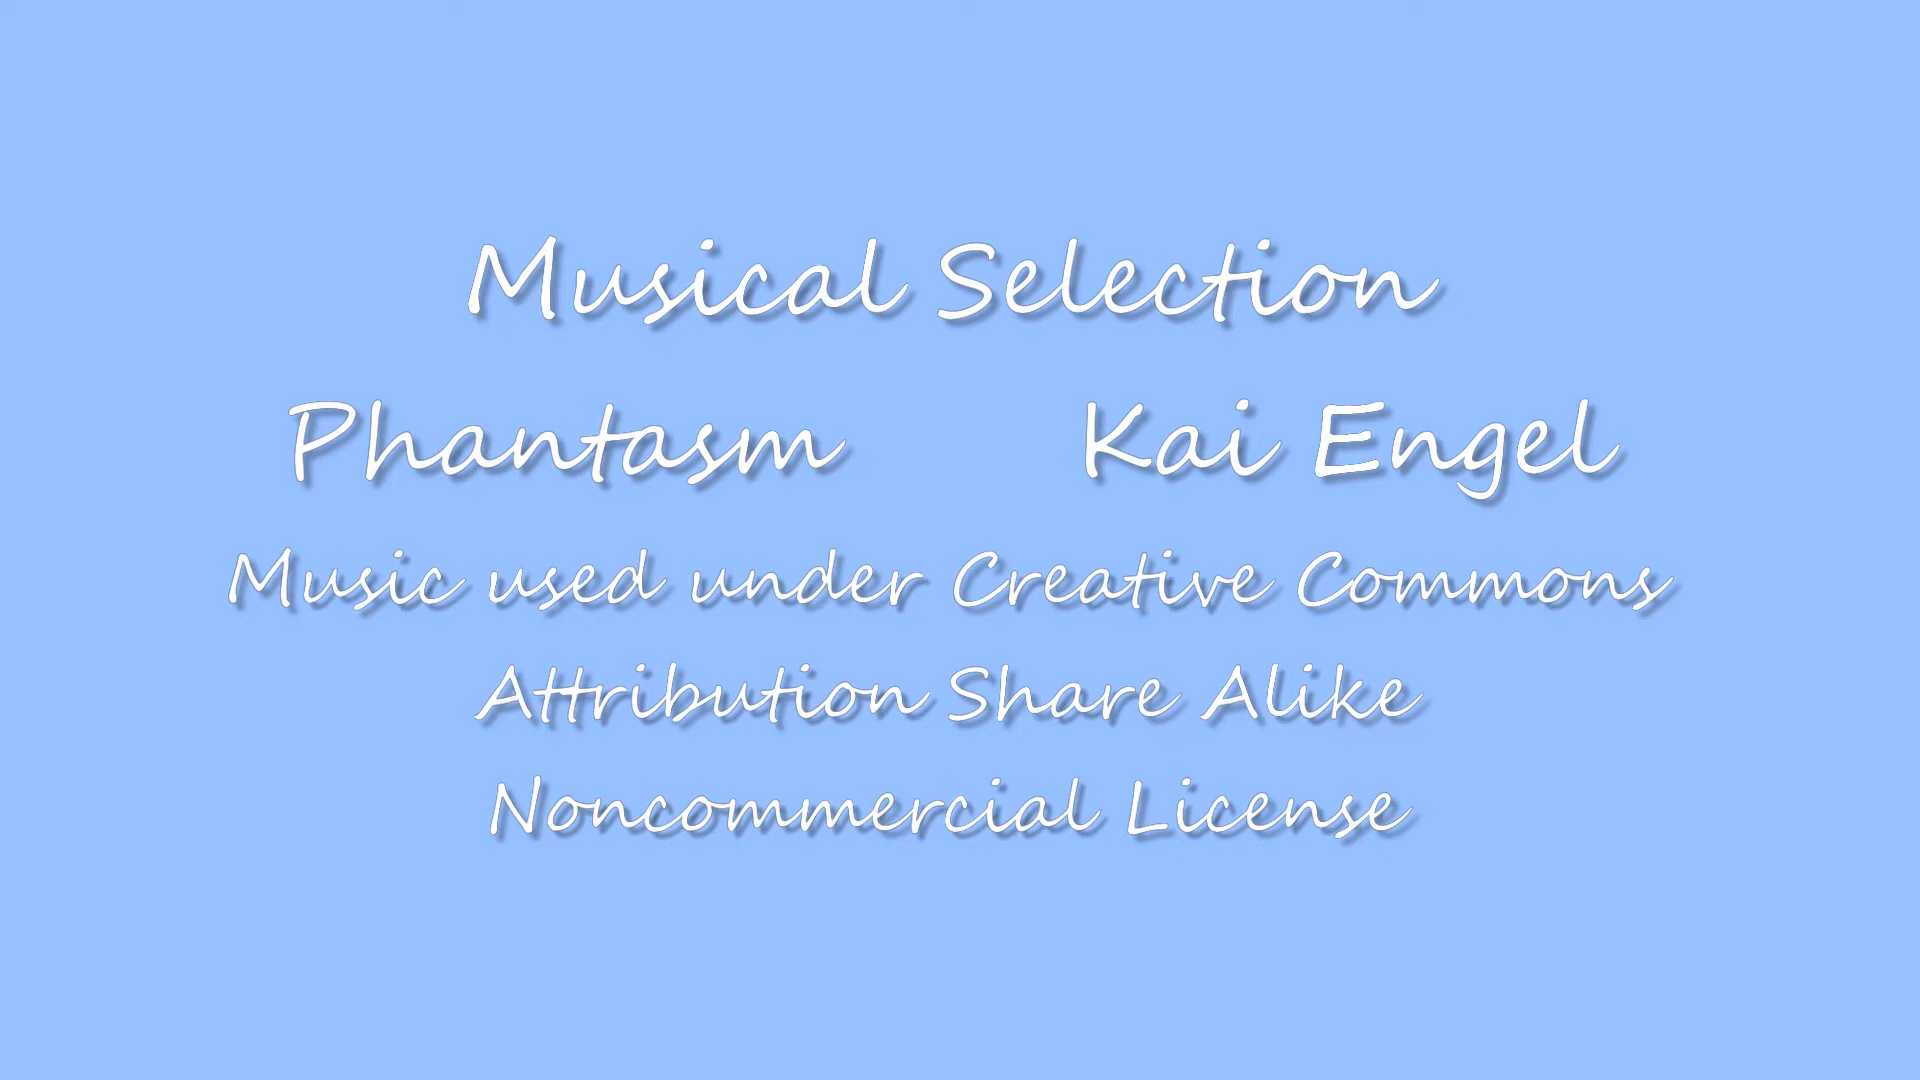 Musical Selection
Phantasm Kai Engel
Music used under Creative Commons
Attribution Share Alike
Noncommercial License